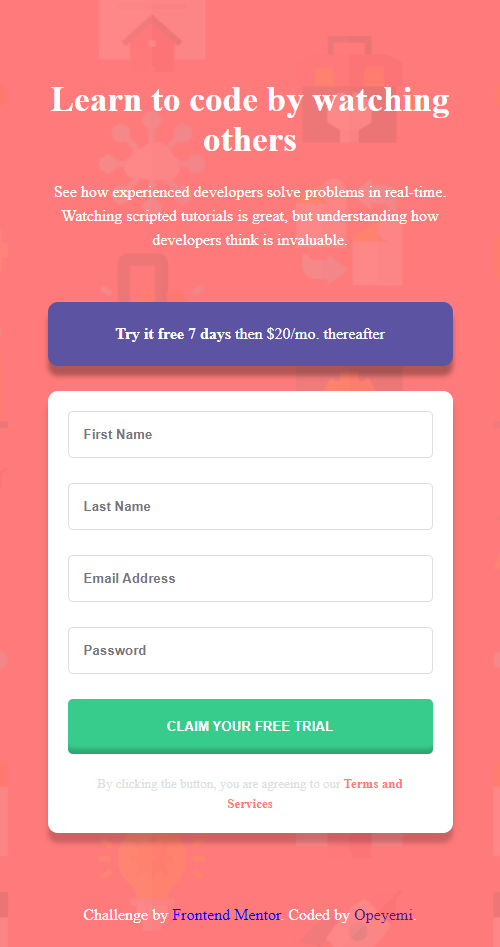 Learn to code by watching
others
See how experienced developers solve problems in real-time.
Watching scripted tutorials is great, but understanding how
developers think is invaluable.
Try it free 7 days then $20/mo. thereafter
First Name
Last Name
Email Address
Password
CLAIM YOUR FREE TRIAL
By clicking the button, you are agreeing to our Terms and
Services
Challenge by Frontend Mentor. Coded by Opeyemi.